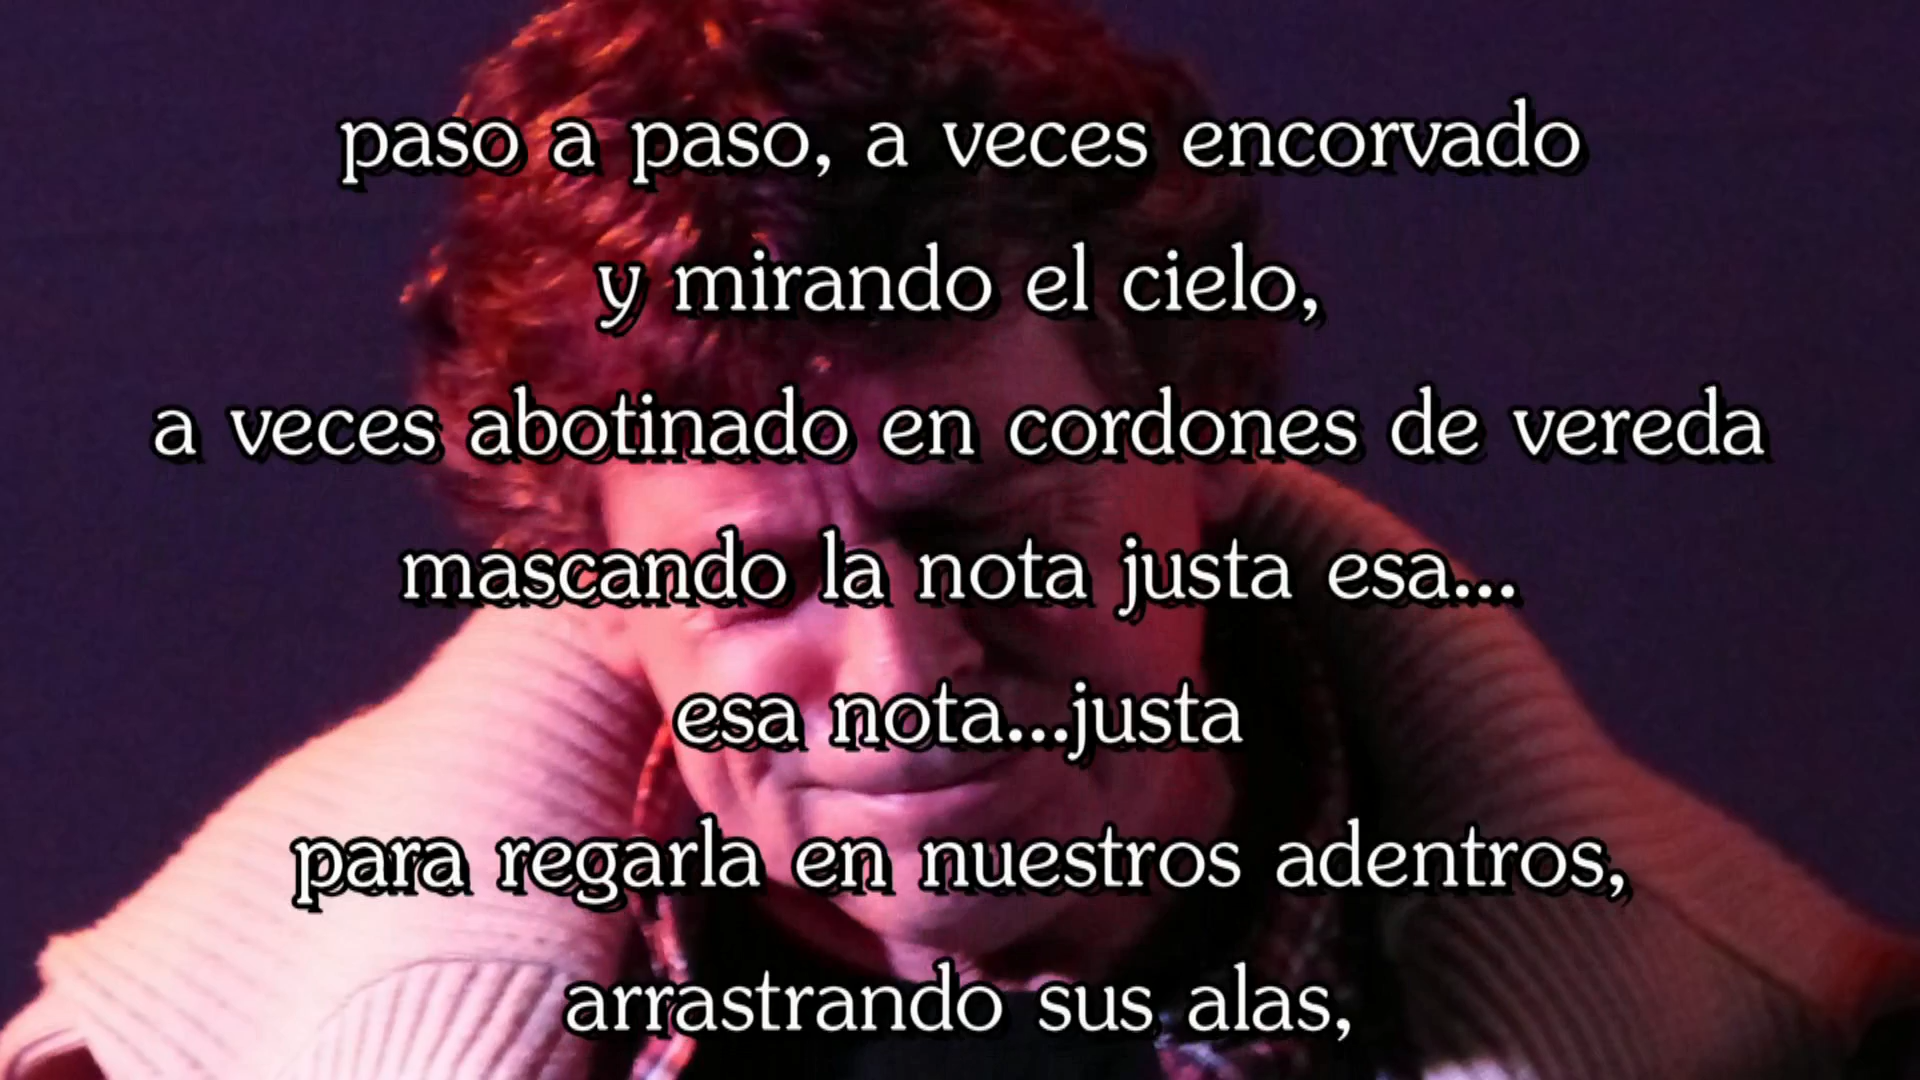 paso a paso, a veces encorvado
y mirando el cielo,
a veces abotinado en cordones de vereda
mascando la nota justa esa...
esa nota...justa
para regarla en nuestros adentros,
arrastrando sus alas,